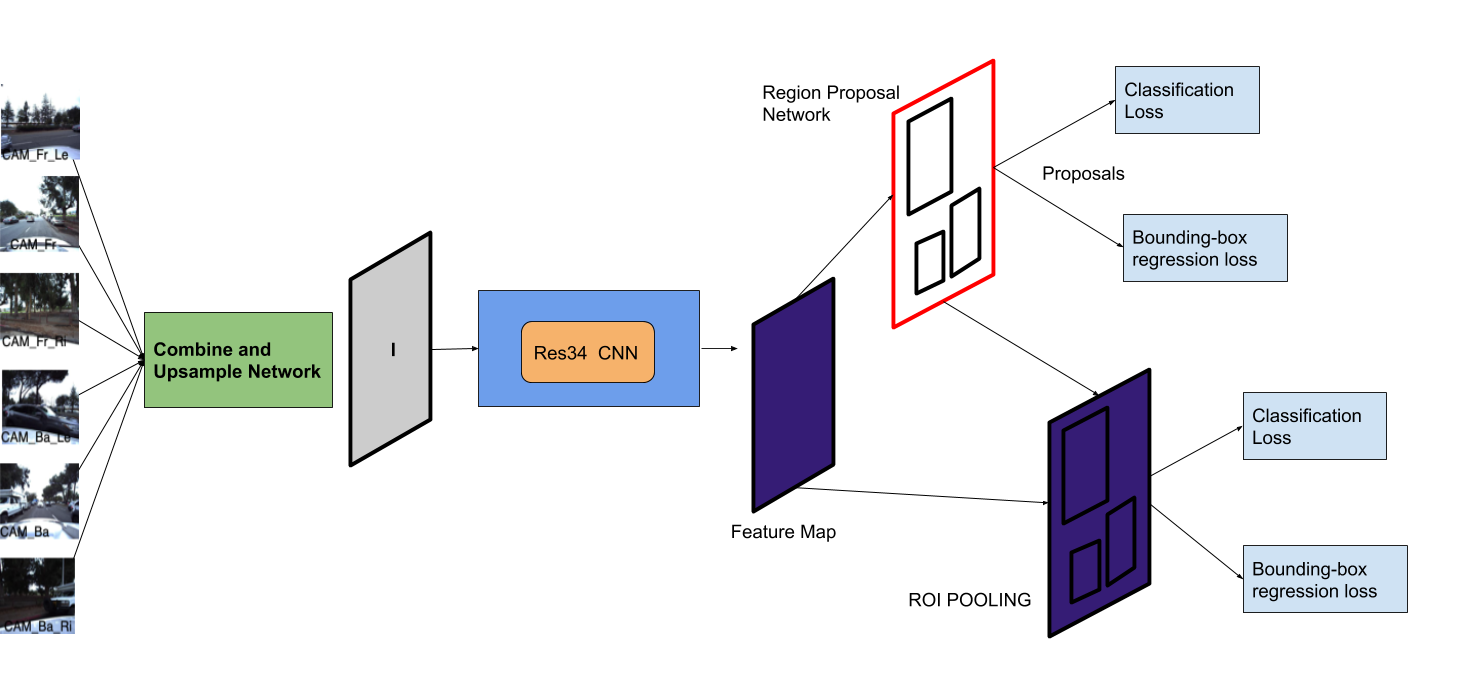 CAM_Fr_Le
CAM_Fr
CAM_Fr_Ri
CAM_Ba_Le
CAM_Ba
CAM_Ba_Ri
Combine and
Upsample Network
I
Res34 CNN
Feature Map
Region Proposal
Network
Proposals
Classification
Loss
Bounding-box
regression loss
ROI POOLING
Classification
Loss
Bounding-box
regression loss